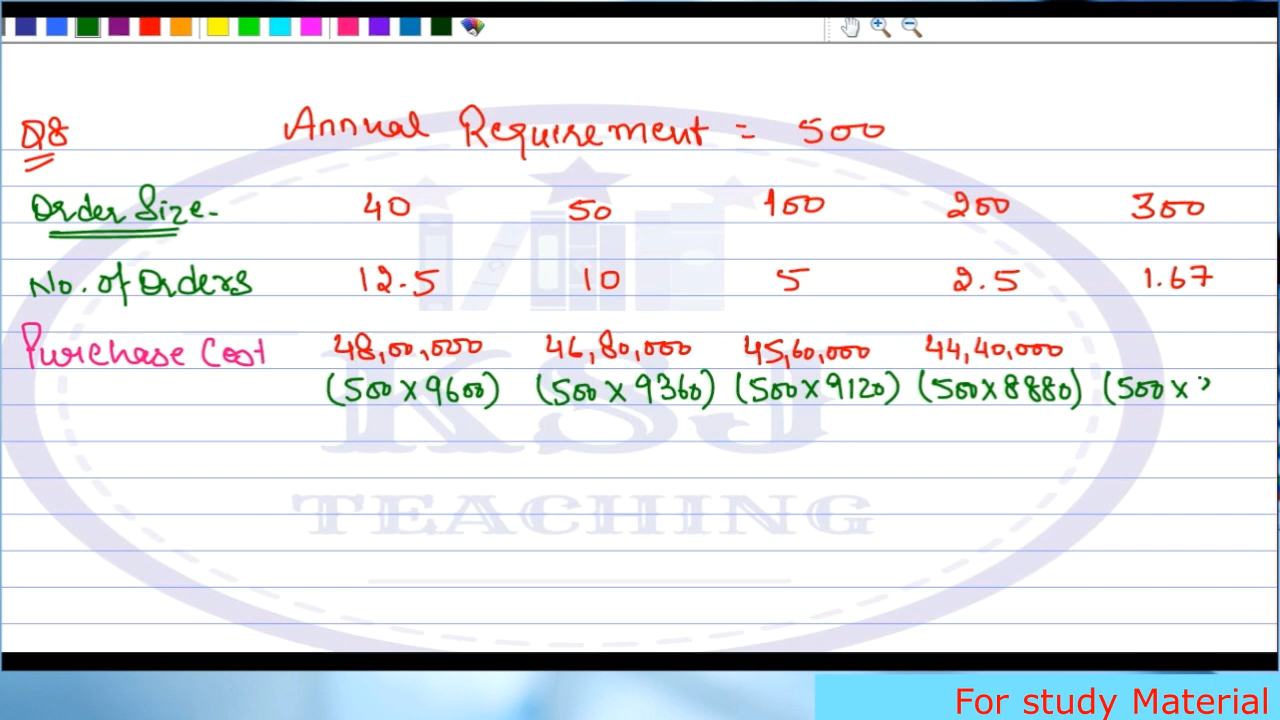 Q8 Annual Requirement = 500
Order Size. 40 50 100 200 300
No. of Orders 12.5 10 5 2.5 1.67
Purchase Cost 48,00,000 46,80,000 45,60,000 44,40,000
(500 x 9600) (500 x 9360) (500 x 9120) (500 x 8880) (500 x
KSJ
TEACHING
For study Material